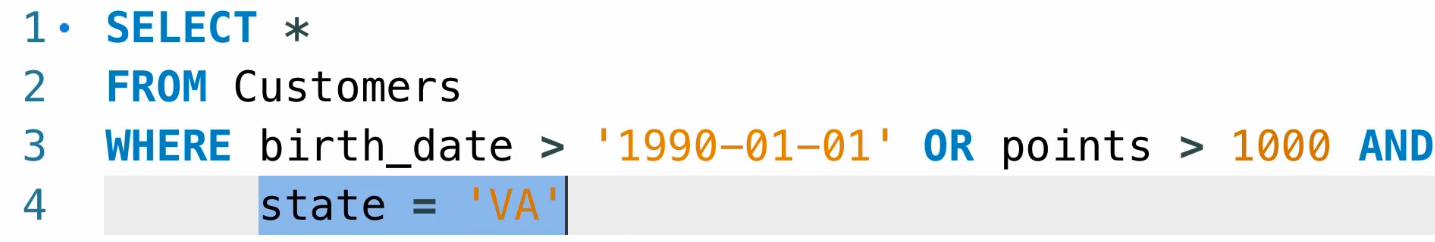 1 SELECT *
2 FROM Customers
3 WHERE birth_date > '1990-01-01' OR points > 1000 AND
4 state = 'VA'